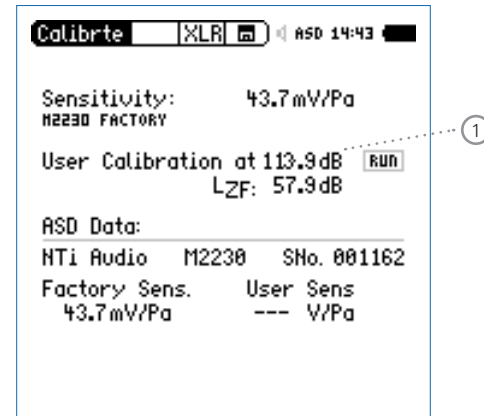 Calibrte XLR ASD 14:43
Sensitivity: 43.7mV/Pa
M2230 FACTORY
1
User Calibration at 113.9dB RUN
LZF: 57.9dB
ASD Data:
NTi Audio M2230 SNo. 001162
Factory Sens. User Sens
43.7mV/Pa --- V/Pa